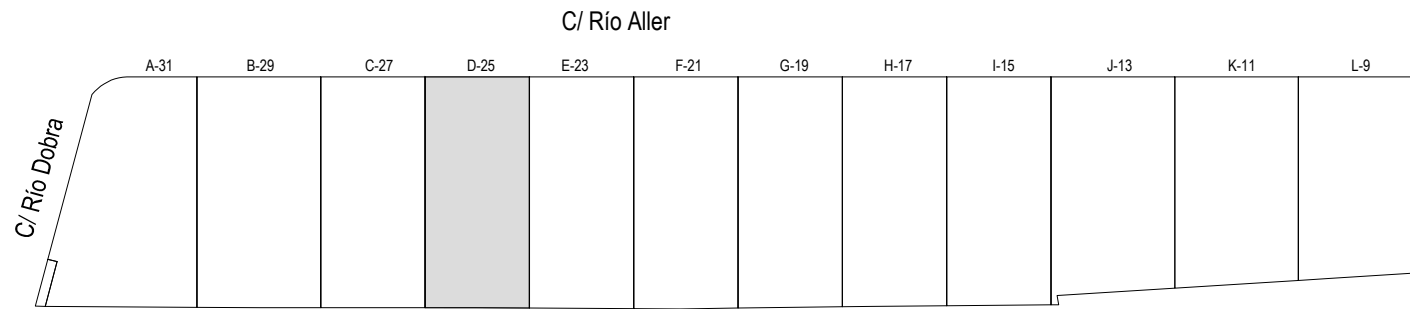 C/ Río Aller
A-31 B-29 C-27 D-25 E-23 F-21 G-19 H-17 I-15 J-13 K-11 L-9
C/ Río Dobra